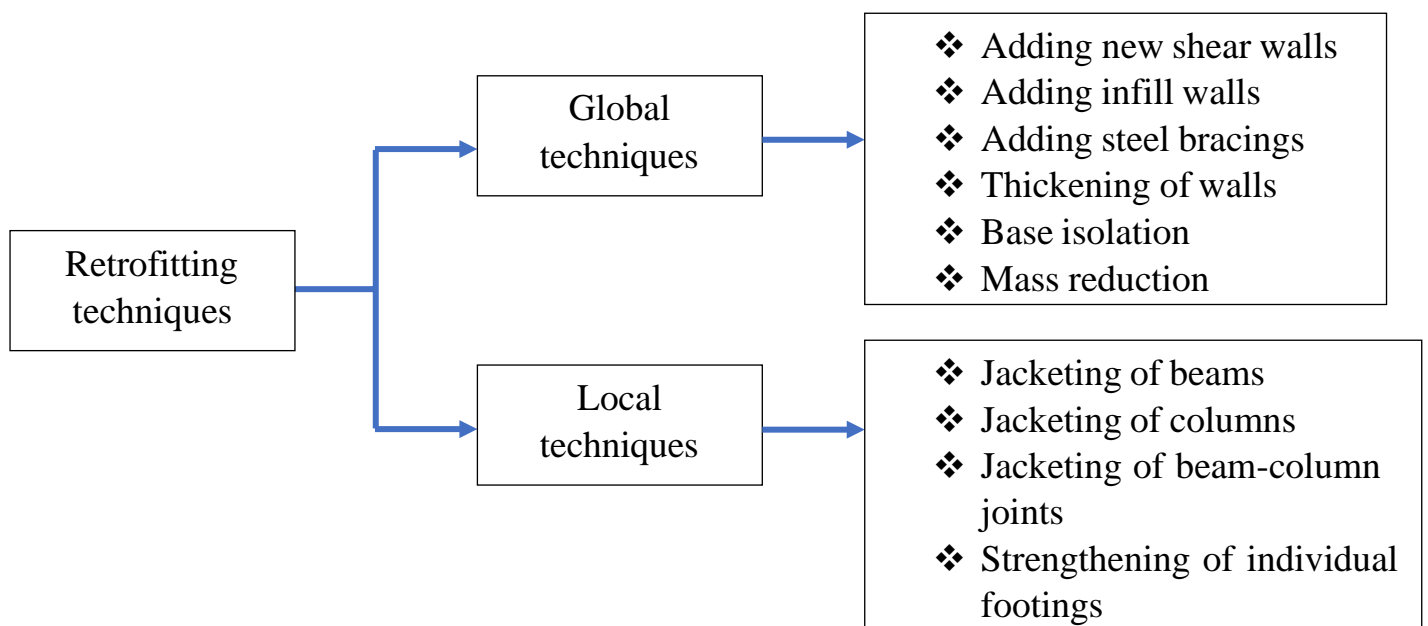 Retrofitting
techniques
Global
techniques
❖ Adding new shear walls
❖ Adding infill walls
❖ Adding steel bracings
❖ Thickening of walls
❖ Base isolation
❖ Mass reduction
Local
techniques
❖ Jacketing of beams
❖ Jacketing of columns
❖ Jacketing of beam-column
joints
❖ Strengthening of individual
footings